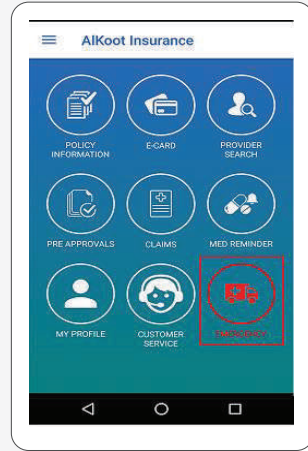 AlKoot Insurance
POLICY INFORMATION
E-CARD
PROVIDER SEARCH
PRE APPROVALS
CLAIMS
MED REMINDER
MY PROFILE
CUSTOMER SERVICE
EMERGENCY